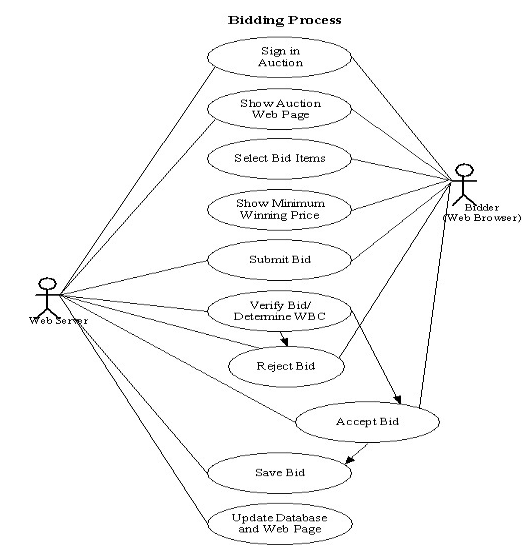 Bidding Process
Sign in
Auction
Show Auction
Web Page
Select Bid Items
Show Minimum
Winning Price
Bidder
(Web Browser)
Submit Bid
Verify Bid/
Determine WBC
Web Server
Reject Bid
Accept Bid
Save Bid
Update Database
and Web Page